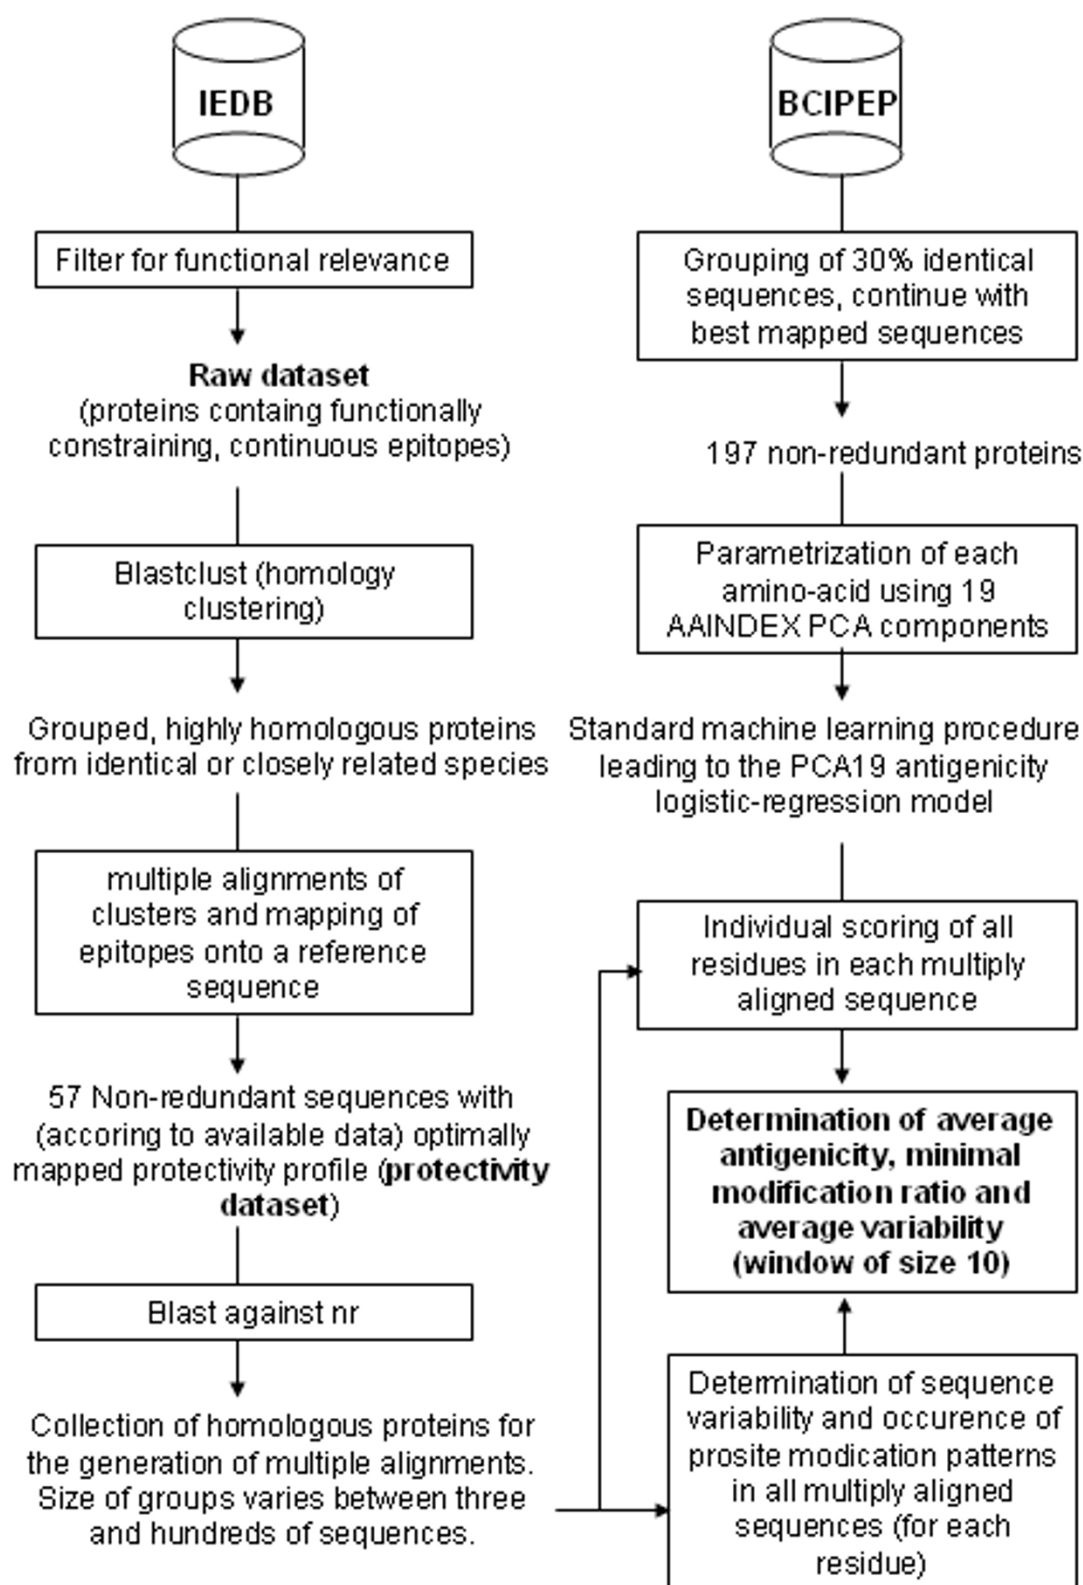 IEDB
Filter for functional relevance
Raw dataset
(proteins containg functionally
constraining, continuous epitopes)
Blastclust (homology
clustering)
Grouped, highly homologous proteins
from identical or closely related species
multiple alignments of
clusters and mapping of
epitopes onto a reference
sequence
57 Non-redundant sequences with
(accoring to available data) optimally
mapped protectivity profile (protectivity
dataset)
Blast against nr
Collection of homologous proteins for
the generation of multiple alignments.
Size of groups varies between three
and hundreds of sequences.
BCIPEP
Grouping of 30% identical
sequences, continue with
best mapped sequences
197 non-redundant proteins
Parametrization of each
amino-acid using 19
AAINDEX PCA components
Standard machine learning procedure
leading to the PCA19 antigenicity
logistic-regression model
Individual scoring of all
residues in each multiply
aligned sequence
Determination of average
antigenicity, minimal
modification ratio and
average variability
(window of size 10)
Determination of sequence
variability and occurence of
prosite modication patterns
in all multiply aligned
sequences (for each
residue)